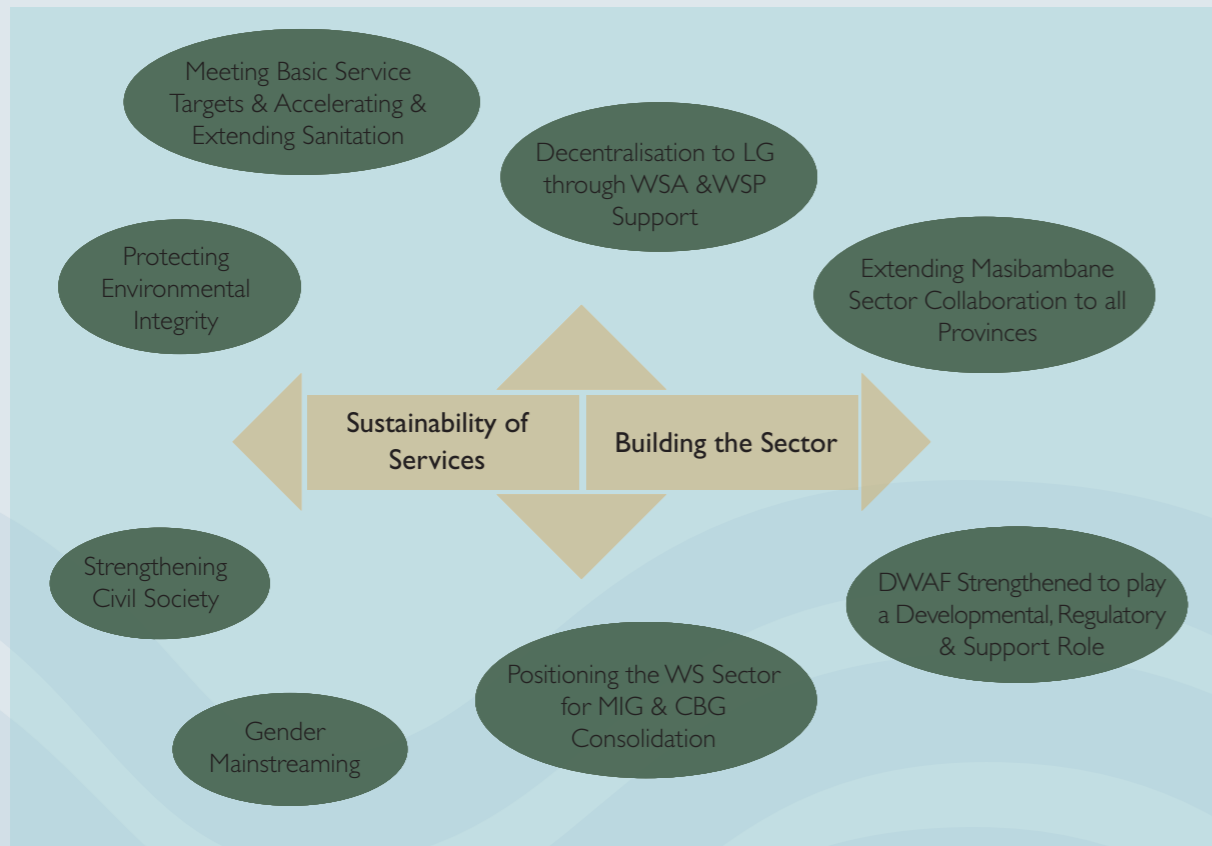 Meeting Basic Service
Targets & Accelerating &
Extending Sanitation
Decentralisation to LG
through WSA &WSP
Support
Protecting
Environmental
Integrity
Extending Masibambane
Sector Collaboration to all
Provinces
Sustainability of
Services
Building the Sector
Strengthening
Civil Society
DWAF Strengthened to play
a Developmental, Regulatory
& Support Role
Positioning the WS Sector
for MIG & CBG
Consolidation
Gender
Mainstreaming